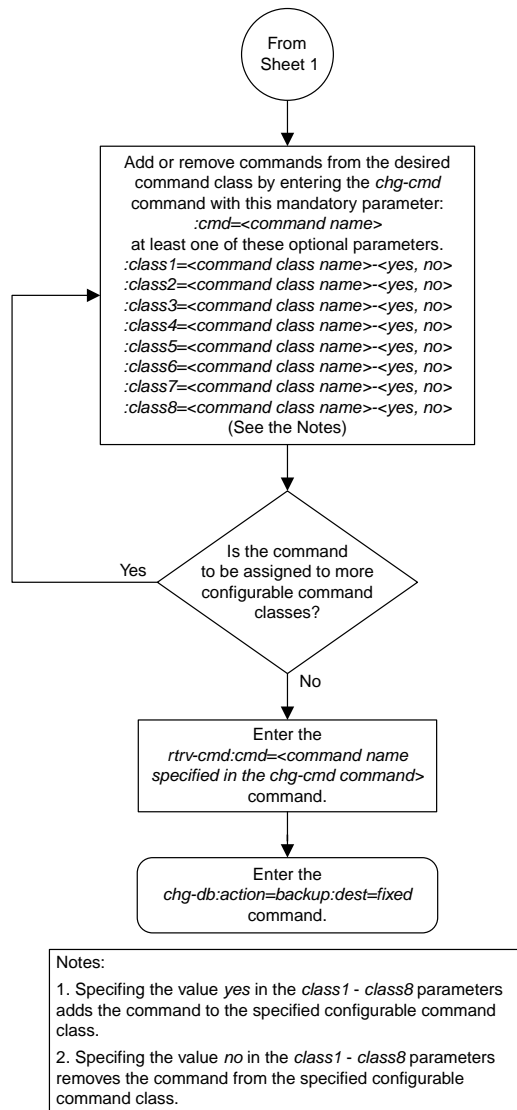 From
Sheet 1
Add or remove commands from the desired
command class by entering the chg-cmd
command with this mandatory parameter:
:cmd=<command name>
at least one of these optional parameters.
:class1=<command class name>-<yes, no>
:class2=<command class name>-<yes, no>
:class3=<command class name>-<yes, no>
:class4=<command class name>-<yes, no>
:class5=<command class name>-<yes, no>
:class6=<command class name>-<yes, no>
:class7=<command class name>-<yes, no>
:class8=<command class name>-<yes, no>
(See the Notes)
Is the command
to be assigned to more
configurable command
classes?
Yes
No
Enter the
rtrv-cmd:cmd=<command name
specified in the chg-cmd command>
command.
Enter the
chg-db:action=backup:dest=fixed
command.
Notes:
1. Specifing the value yes in the class1 - class8 parameters
adds the command to the specified configurable command
class.
2. Specifing the value no in the class1 - class8 parameters
removes the command from the specified configurable
command class.